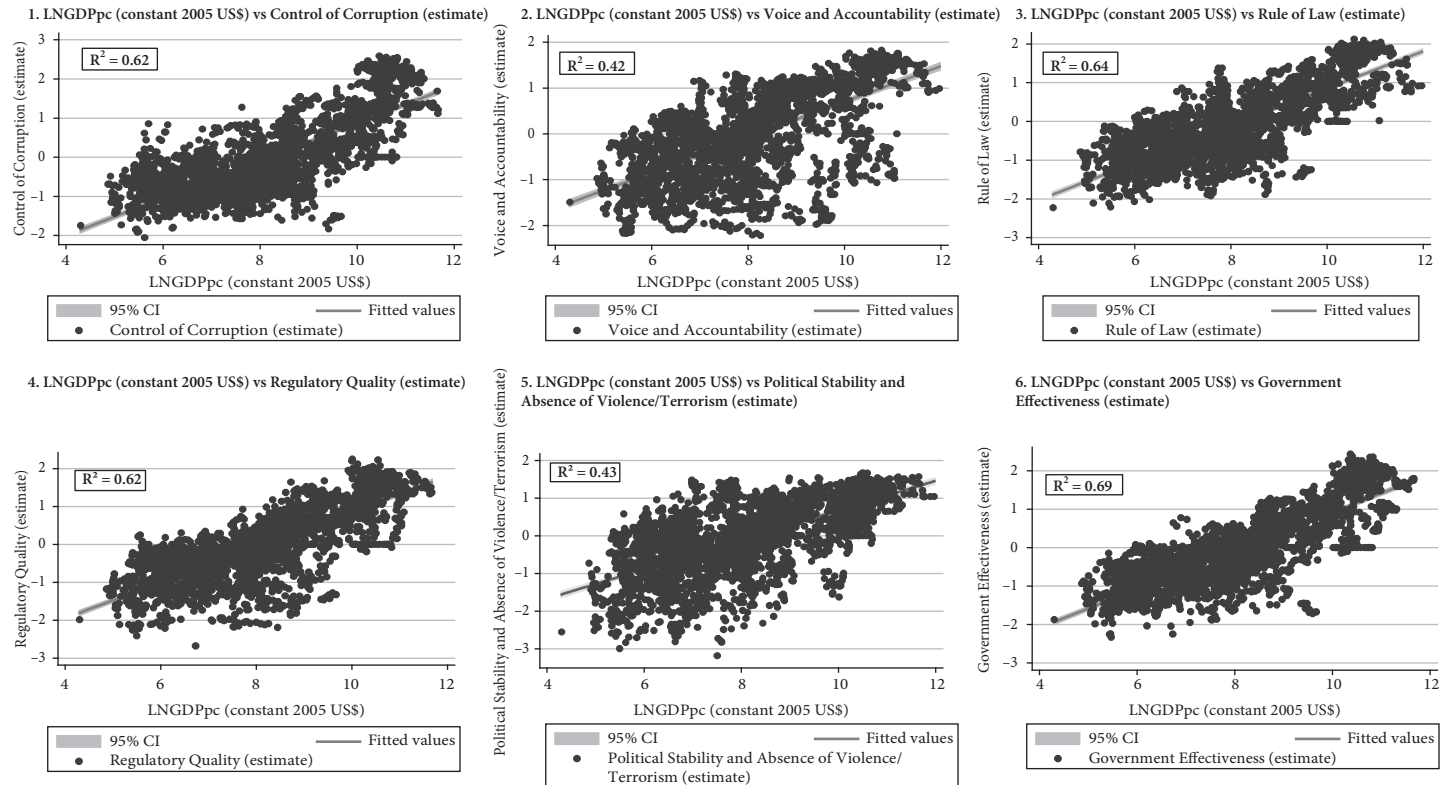 1. LNGDPpc (constant 2005 US$) vs Control of Corruption (estimate)
Control of Corruption (estimate)
3
2
1
0
–1
–2
R² = 0.62
4 6 8 10 12
LNGDPpc (constant 2005 US$)
95% CI Fitted values
Control of Corruption (estimate)
2. LNGDPpc (constant 2005 US$) vs Voice and Accountability (estimate)
Voice and Accountability (estimate)
2
1
0
–1
–2
R² = 0.42
4 6 8 10 12
LNGDPpc (constant 2005 US$)
95% CI Fitted values
Voice and Accountability (estimate)
3. LNGDPpc (constant 2005 US$) vs Rule of Law (estimate)
Rule of Law (estimate)
2
1
0
–1
–2
–3
R² = 0.64
4 6 8 10 12
LNGDPpc (constant 2005 US$)
95% CI Fitted values
Rule of Law (estimate)
4. LNGDPpc (constant 2005 US$) vs Regulatory Quality (estimate)
Regulatory Quality (estimate)
2
1
0
–1
–2
–3
R² = 0.62
4 6 8 10 12
LNGDPpc (constant 2005 US$)
95% CI Fitted values
Regulatory Quality (estimate)
5. LNGDPpc (constant 2005 US$) vs Political Stability and
Absence of Violence/Terrorism (estimate)
Political Stability and Absence of Violence/Terrorism (estimate)
2
1
0
–1
–2
–3
R² = 0.43
4 6 8 10 12
LNGDPpc (constant 2005 US$)
95% CI Fitted values
Political Stability and Absence of Violence/
Terrorism (estimate)
6. LNGDPpc (constant 2005 US$) vs Government
Effectiveness (estimate)
Government Effectiveness (estimate)
2
1
0
–1
–2
–3
R² = 0.69
4 6 8 10 12
LNGDPpc (constant 2005 US$)
95% CI Fitted values
Government Effectiveness (estimate)